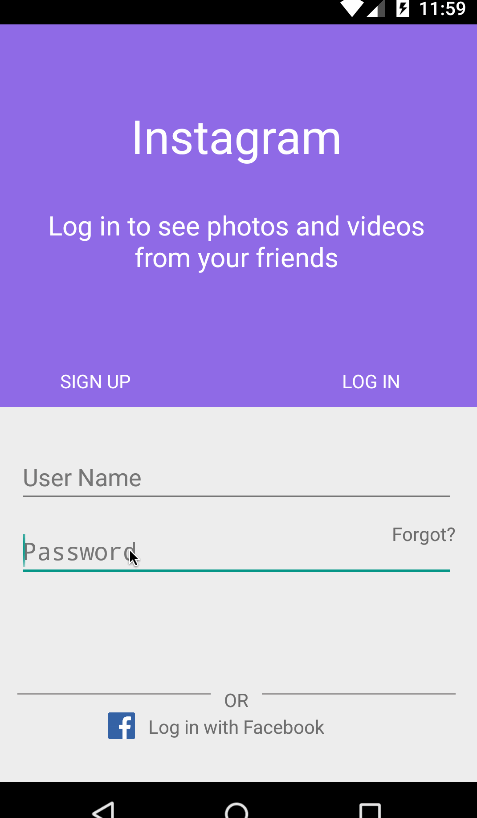 11:59
Instagram
Log in to see photos and videos
from your friends
SIGN UP
LOG IN
User Name
Forgot?
Password
OR
Log in with Facebook